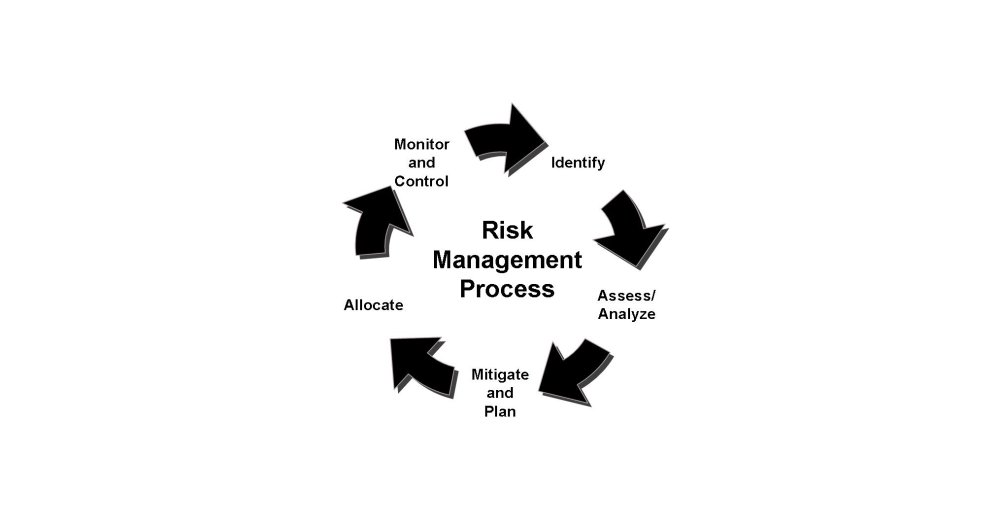 Risk
Management
Process
Identify
Assess/
Analyze
Mitigate
and
Plan
Allocate
Monitor
and
Control